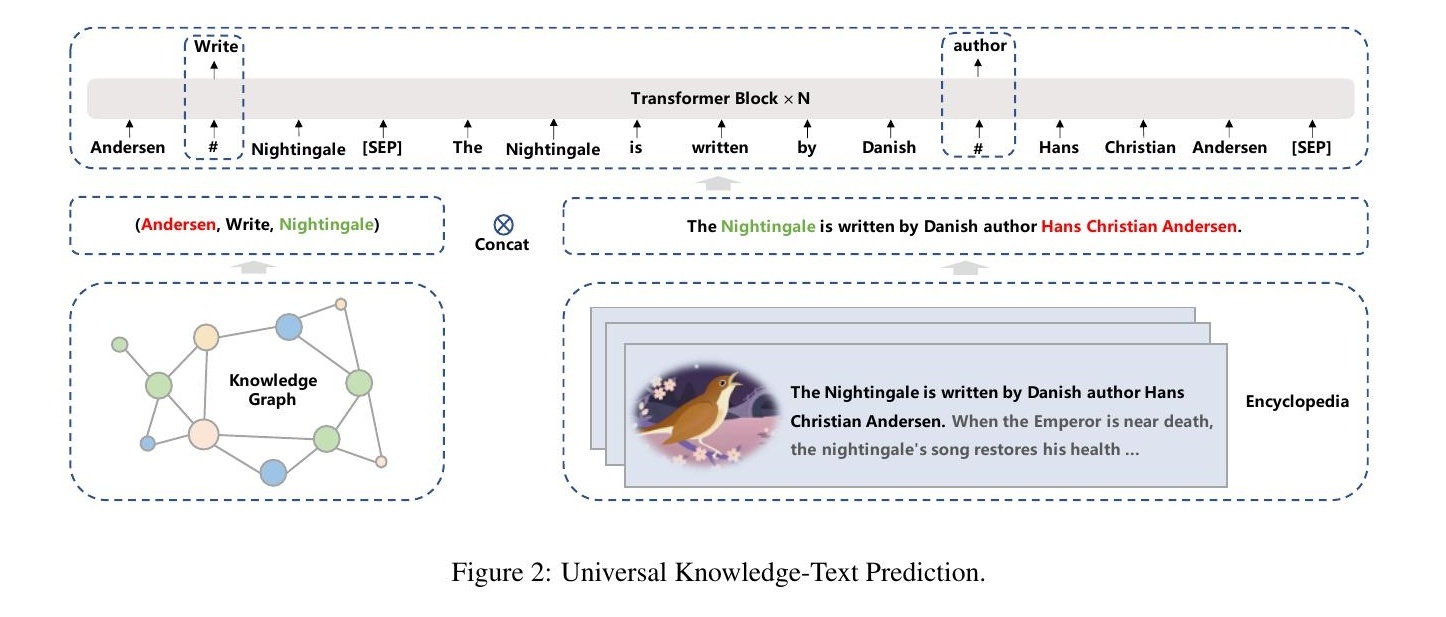 Write author
Transformer Block × N
Andersen # Nightingale [SEP] The Nightingale is written by Danish # Hans Christian Andersen [SEP]
(Andersen, Write, Nightingale)
Concat
The Nightingale is written by Danish author Hans Christian Andersen.
Knowledge
Graph
The Nightingale is written by Danish author Hans
Christian Andersen. When the Emperor is near death,
the nightingale's song restores his health ...
Encyclopedia
Figure 2: Universal Knowledge-Text Prediction.